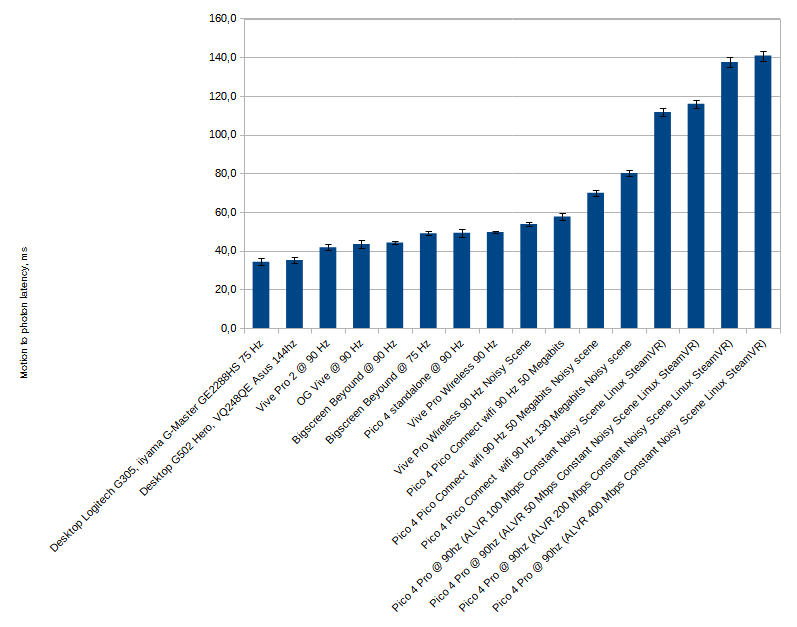 160,0
140,0
120,0
100,0
80,0
60,0
40,0
20,0
0,0
Motion to photon latency, ms
Desktop Logitech G305, iiyama G-Master GE2288HS 75 Hz
Desktop G502 Hero, VQ248QE Asus 144hz
Vive Pro 2 @ 90 Hz
OG Vive @ 90 Hz
Bigscreen Beyound @ 90 Hz
Bigscreen Beyound @ 75 Hz
Pico 4 standalone @ 90 Hz
Vive Pro Wireless 90 Hz
Vive Pro Wireless 90 Hz Noisy Scene
Pico 4 Pico Connect wifi 90 Hz 50 Megabits
Pico 4 Pico Connect  wifi 90 Hz 50 Megabits Noisy scene
Pico 4 Pico Connect  wifi 90 Hz 130 Megabits Noisy scene
Pico 4 Pro @ 90hz (ALVR 100 Mbps Constant Noisy Scene Linux SteamVR)
Pico 4 Pro @ 90hz (ALVR 50 Mbps Constant Noisy Scene Linux SteamVR)
Pico 4 Pro @ 90hz (ALVR 200 Mbps Constant Noisy Scene Linux SteamVR)
Pico 4 Pro @ 90hz (ALVR 400 Mbps Constant Noisy Scene Linux SteamVR)